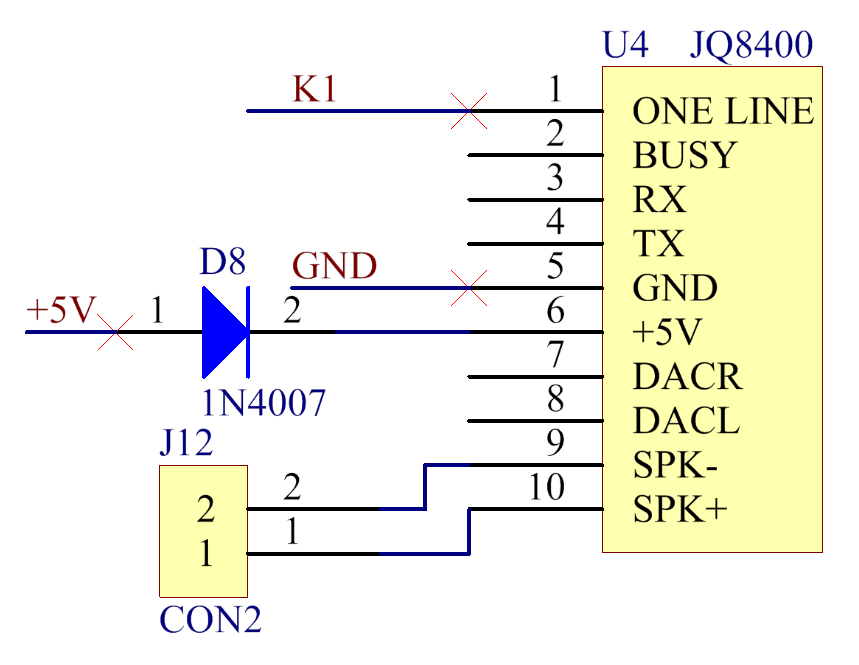 U4 JQ8400
K1 1 ONE LINE
2 BUSY
3 RX
4 TX
D8 GND 5 GND
+5V 1 2 6 +5V
7 DACR
1N4007 8 DACL
J12 9 SPK-
2 2 10 SPK+
1 1
CON2